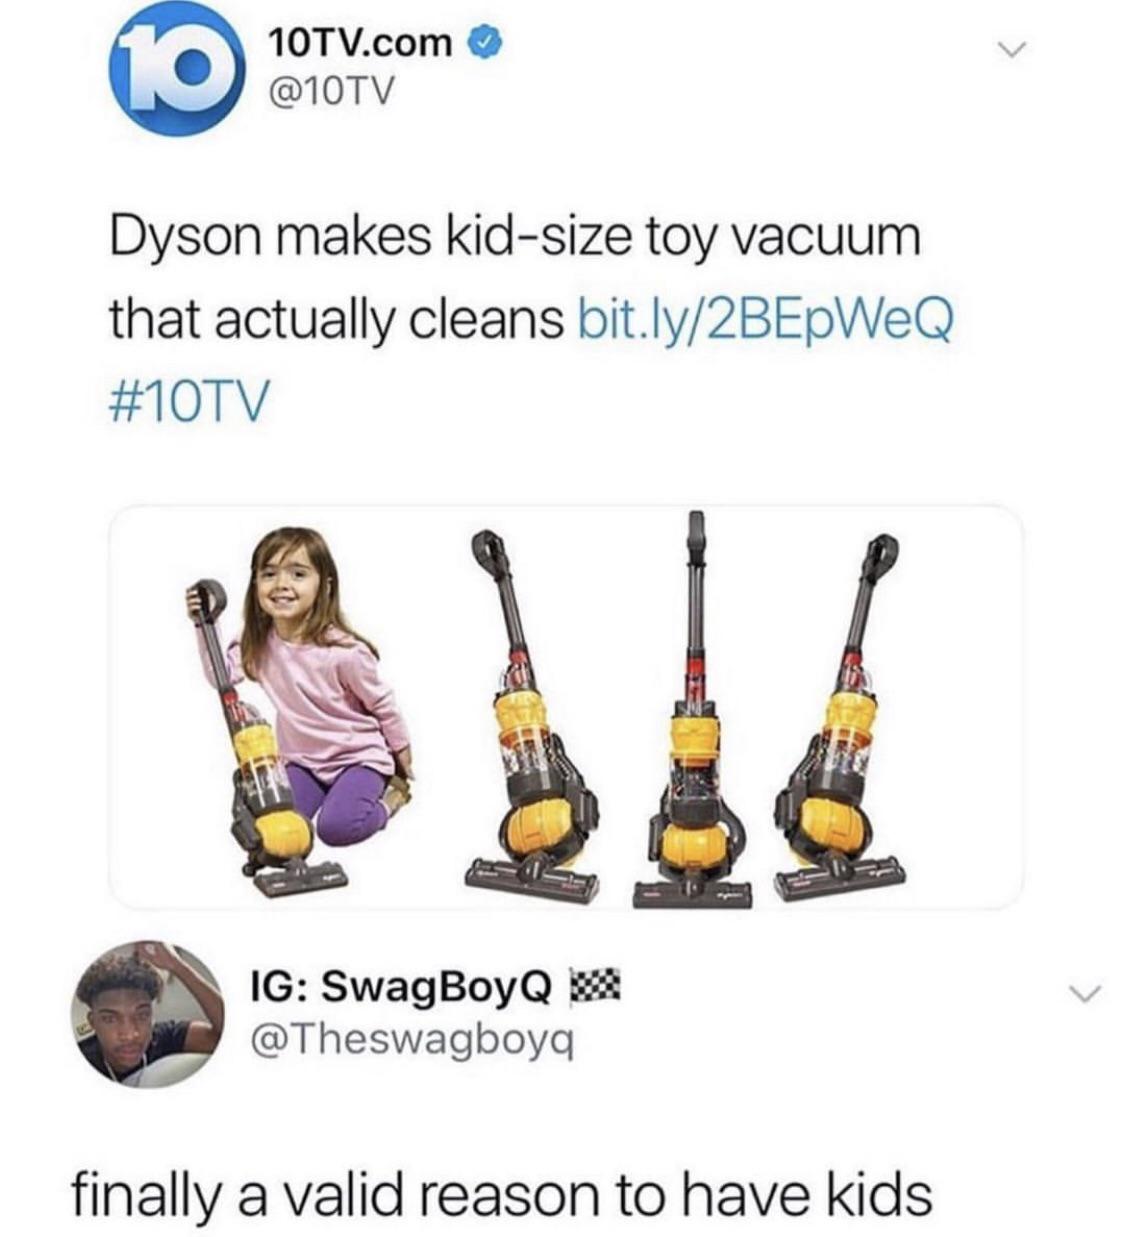 10
10TV.com
@10TV
Dyson makes kid-size toy vacuum
that actually cleans bit.ly/2BEpWeQ
#10TV
IG: SwagBoyQ 🏁
@Theswagboyq
finally a valid reason to have kids